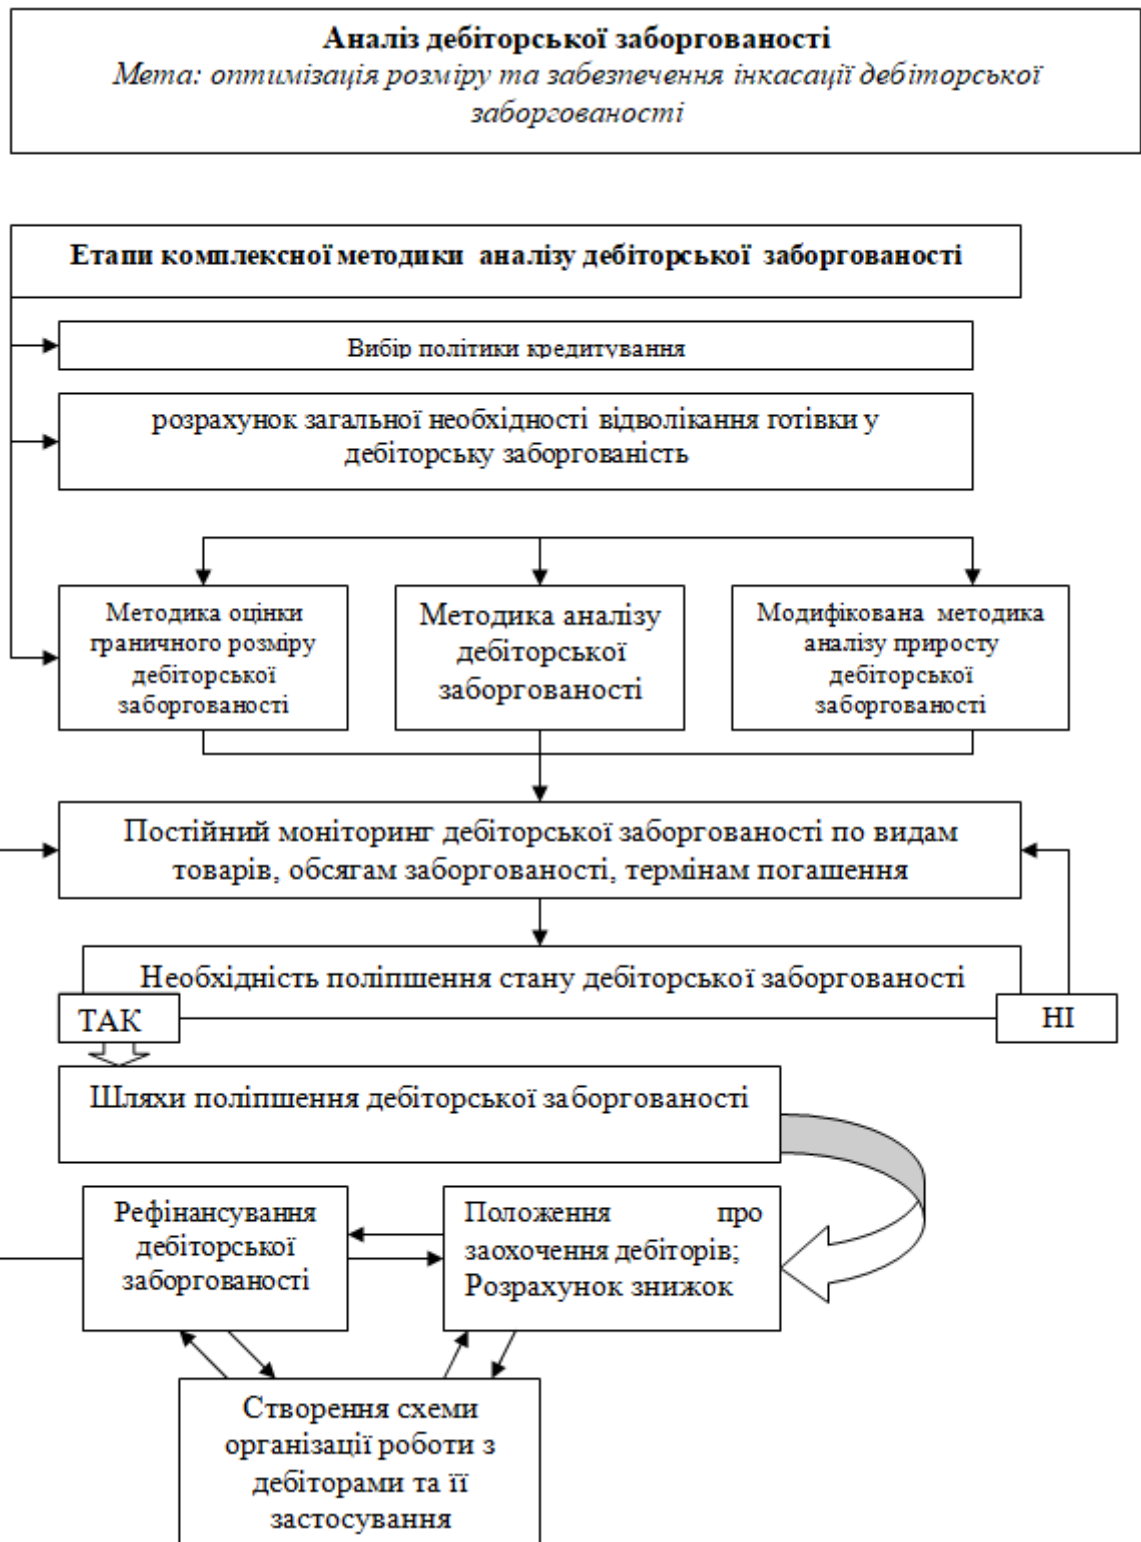 Аналіз дебіторської заборгованості
Мета: оптимізація розміру та забезпечення інкасації дебіторської
заборгованості
Етапи комплексної методики аналізу дебіторської заборгованості
Вибір політики кредитування
розрахунок загальної необхідності відволікання готівки у
дебіторську заборгованість
Методика оцінки
граничного розміру
дебіторської
заборгованості
Методика аналізу
дебіторської
заборгованості
Модифікована методика
аналізу приросту
дебіторської
заборгованості
Постійний моніторинг дебіторської заборгованості по видам
товарів, обсягам заборгованості, термінам погашення
Необхідність поліпшення стану дебіторської заборгованості
ТАК
НІ
Шляхи поліпшення дебіторської заборгованості
Рефінансування
дебіторської
заборгованості
Положення про
заохочення дебіторів;
Розрахунок знижок
Створення схеми
організації роботи з
дебіторами та її
застосування